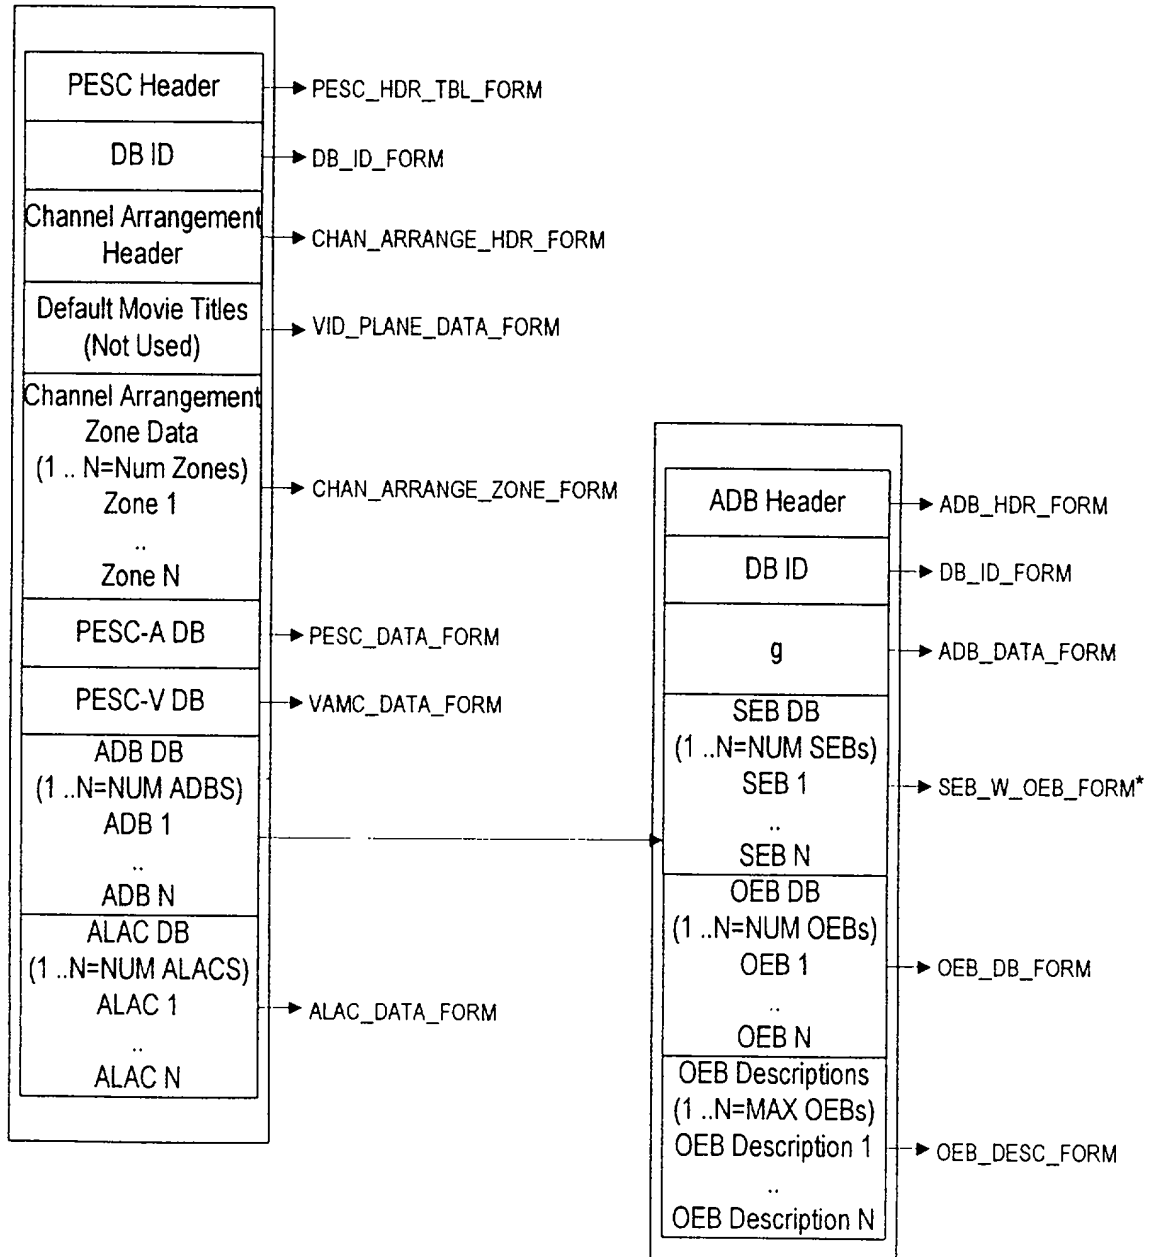 PESC Header
PESC_HDR_TBL_FORM
DB ID
DB_ID_FORM
Channel Arrangement
Header
CHAN_ARRANGE_HDR_FORM
Default Movie Titles
(Not Used)
VID_PLANE_DATA_FORM
Channel Arrangement
Zone Data
(1 .. N=Num Zones)
Zone 1
..
Zone N
CHAN_ARRANGE_ZONE_FORM
PESC-A DB
PESC_DATA_FORM
PESC-V DB
VAMC_DATA_FORM
ADB DB
(1 ..N=NUM ADBS)
ADB 1
..
ADB N
ALAC DB
(1 ..N=NUM ALACS)
ALAC 1
..
ALAC N
ALAC_DATA_FORM
ADB Header
ADB_HDR_FORM
DB ID
DB_ID_FORM
g
ADB_DATA_FORM
SEB DB
(1 ..N=NUM SEBs)
SEB 1
..
SEB N
SEB_W_OEB_FORM*
OEB DB
(1 ..N=NUM OEBs)
OEB 1
..
OEB N
OEB_DB_FORM
OEB Descriptions
(1 ..N=MAX OEBs)
OEB Description 1
..
OEB Description N
OEB_DESC_FORM